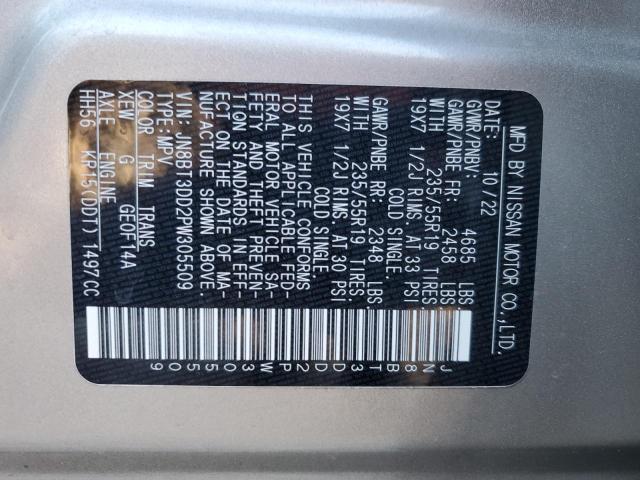 MFD BY NISSAN MOTOR CO.,LTD.
DATE: 10 / 22
GVWR/PNBV: 4685 LBS.
GAWR/PNBE FR: 2458 LBS.
WITH 235/55R19 TIRES
19X7 1/2J RIMS. AT 33 PSI
COLD SINGLE.
GAWR/PNBE RR: 2348 LBS.
WITH 235/55R19 TIRES
19X7 1/2J RIMS. AT 30 PSI
COLD SINGLE.
THIS VEHICLE CONFORMS
TO ALL APPLICABLE FED-
ERAL MOTOR VEHICLE SA-
FETY AND THEFT PREVEN-
TION STANDARDS IN EFF-
ECT ON THE DATE OF MA-
NUFACTURE SHOWN ABOVE.
VIN: JN8BT3DD2PW305509
TYPE: MPV
COLOR TRIM TRANS
XEW G GE0F14A
AXLE ENGINE
HH56 KR15(DDT) 1497CC
JN8BT3DD2PW305509